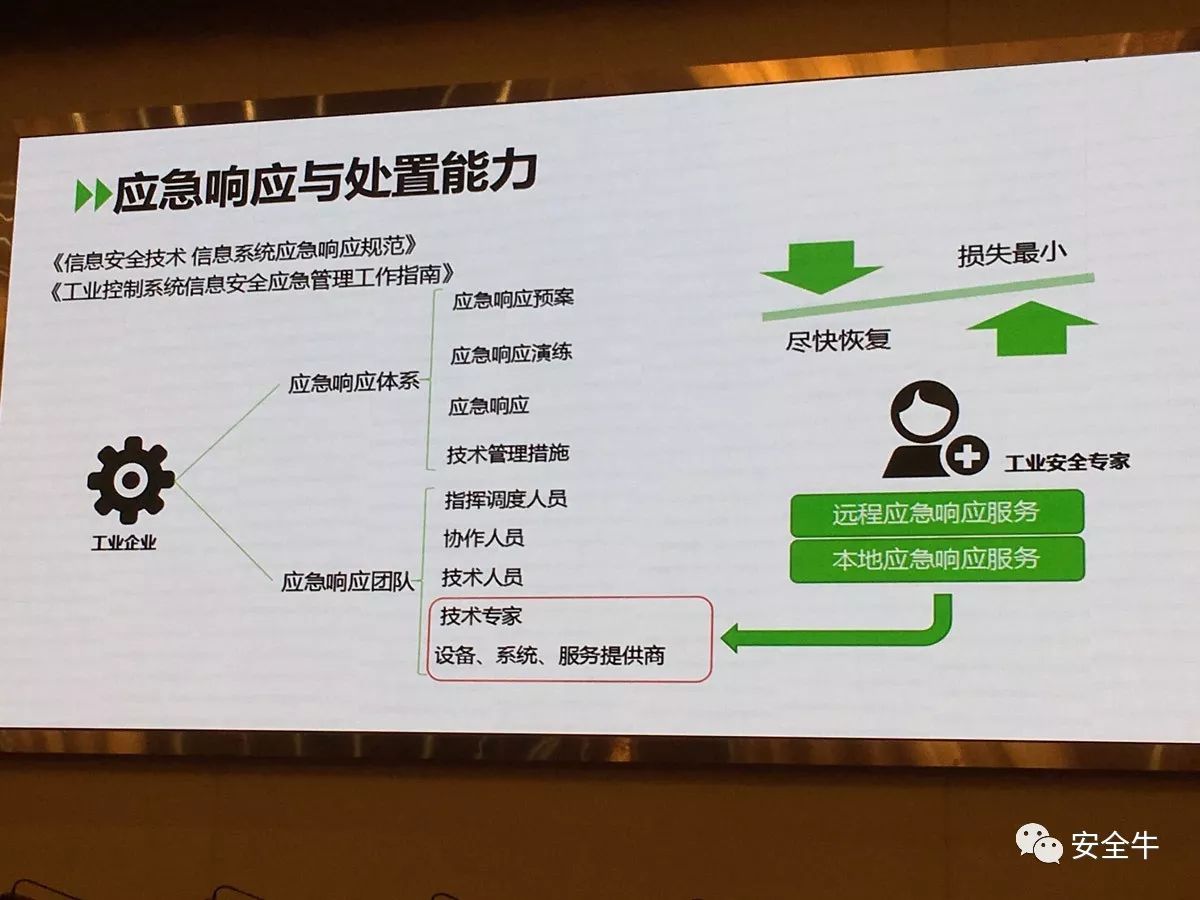 应急响应与处置能力
《信息安全技术 信息系统应急响应规范》
《工业控制系统信息安全应急管理工作指南》
工业企业
应急响应体系
应急响应预案
应急响应演练
应急响应
技术管理措施
应急响应团队
指挥调度人员
协作人员
技术人员
技术专家
设备、系统、服务提供商
损失最小
尽快恢复
工业安全专家
远程应急响应服务
本地应急响应服务
安全牛